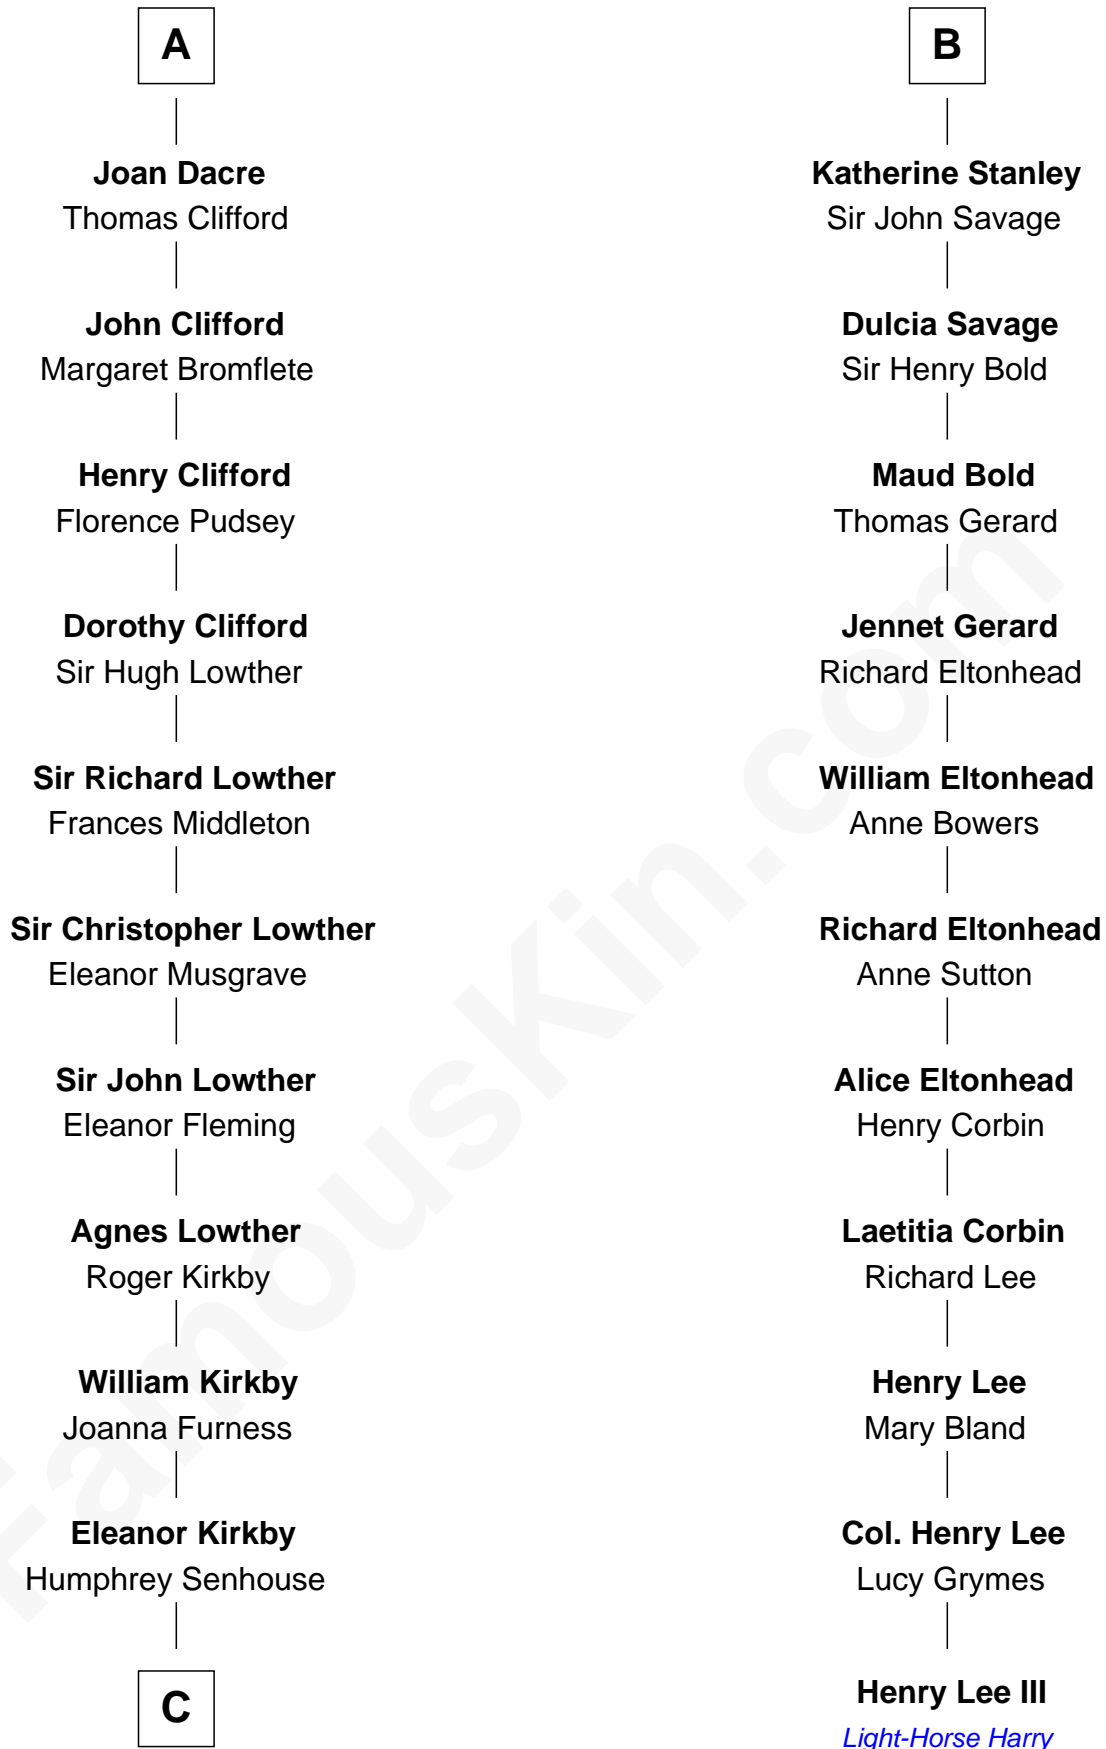 A
Joan Dacre
Thomas Clifford
John Clifford
Margaret Bromflete
Henry Clifford
Florence Pudsey
Dorothy Clifford
Sir Hugh Lowther
Sir Richard Lowther
Frances Middleton
Sir Christopher Lowther
Eleanor Musgrave
Sir John Lowther
Eleanor Fleming
Agnes Lowther
Roger Kirkby
William Kirkby
Joanna Furness
Eleanor Kirkby
Humphrey Senhouse
C
B
Katherine Stanley
Sir John Savage
Dulcia Savage
Sir Henry Bold
Maud Bold
Thomas Gerard
Jennet Gerard
Richard Eltonhead
William Eltonhead
Anne Bowers
Richard Eltonhead
Anne Sutton
Alice Eltonhead
Henry Corbin
Laetitia Corbin
Richard Lee
Henry Lee
Mary Bland
Col. Henry Lee
Lucy Grymes
Henry Lee III
Light-Horse Harry
FamousKin.com